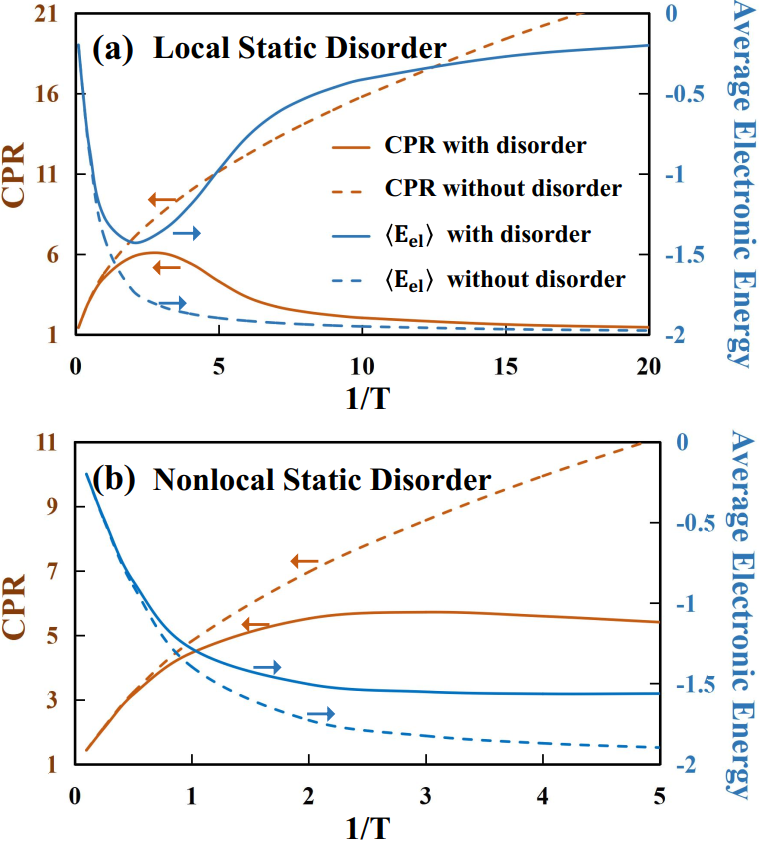 (a) Local Static Disorder
21
16
11
6
1
CPR
0
-0.5
-1
-1.5
-2
Average Electronic Energy
CPR with disorder
CPR without disorder
⟨Eel⟩ with disorder
⟨Eel⟩ without disorder
0 5 10 15 20
1/T
(b) Nonlocal Static Disorder
11
9
7
5
3
1
CPR
0
-0.5
-1
-1.5
-2
Average Electronic Energy
0 1 2 3 4 5
1/T